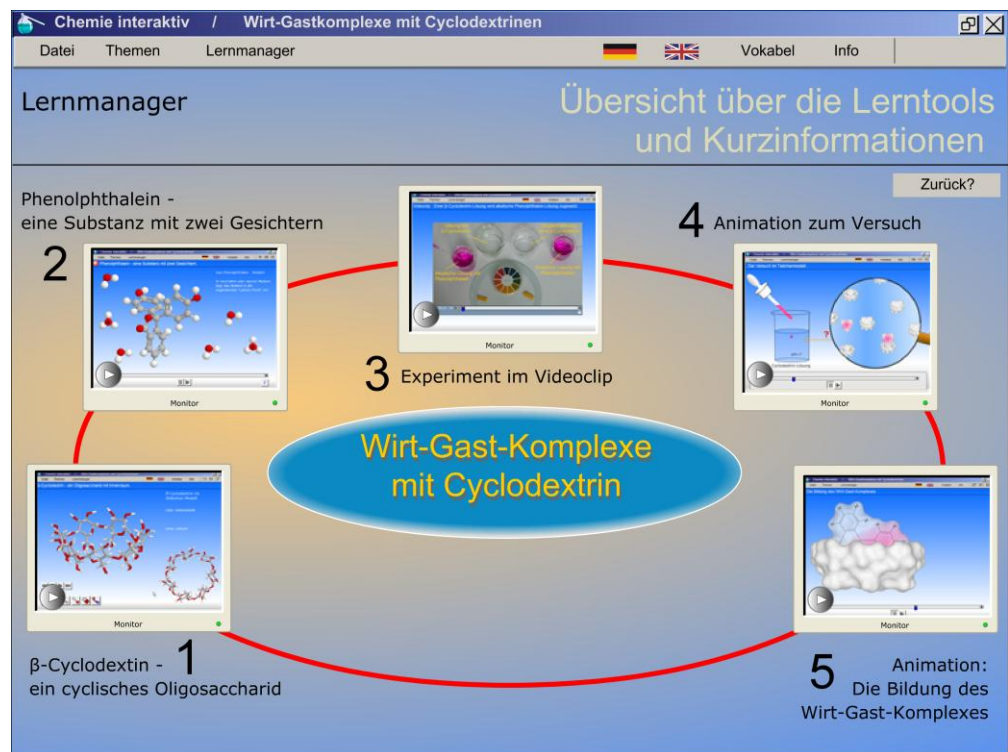 Chemie interaktiv / Wirt-Gastkomplexe mit Cyclodextrinen
Datei Themen Lernmanager Vokabel Info
Lernmanager
Übersicht über die Lerntools
und Kurzinformationen
Zurück?
Phenolphthalein -
eine Substanz mit zwei Gesichtern
2
Monitor
Monitor
3 Experiment im Videoclip
4 Animation zum Versuch
Monitor
Wirt-Gast-Komplexe
mit Cyclodextrin
Monitor
β-Cyclodextin - 1
ein cyclisches Oligosaccharid
Monitor
5 Animation:
Die Bildung des
Wirt-Gast-Komplexes